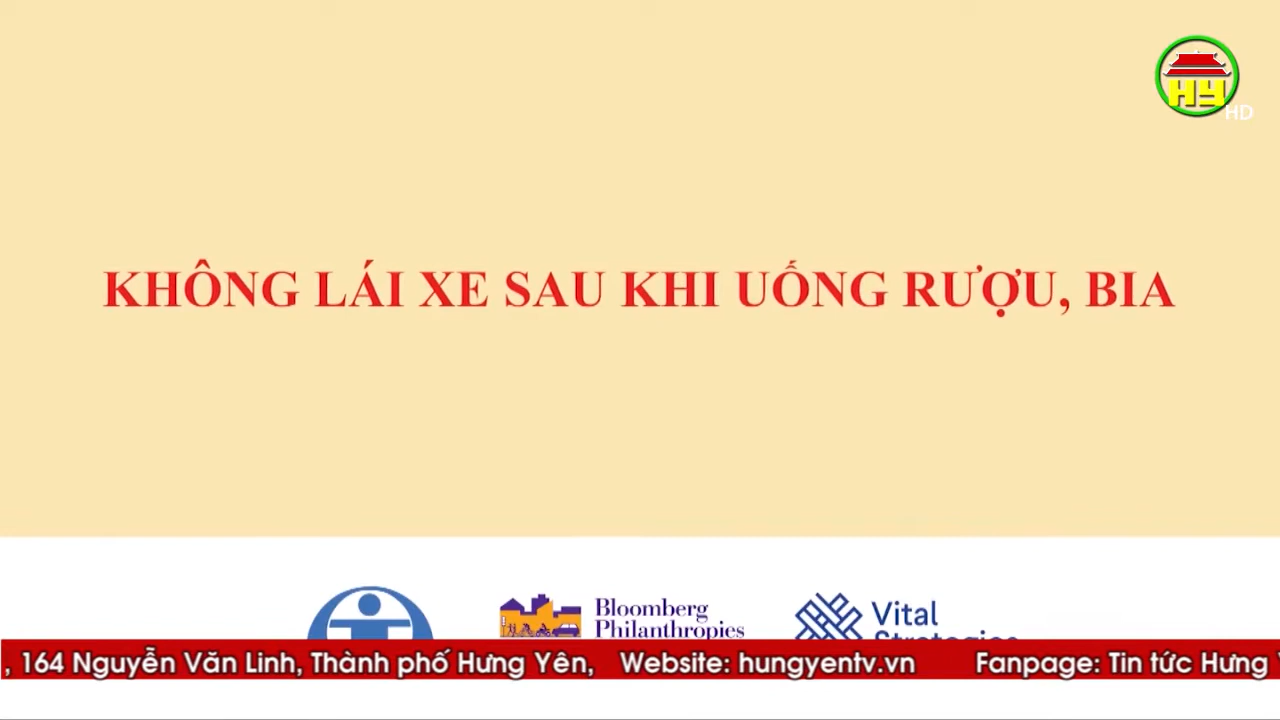 HY
HD
KHÔNG LÁI XE SAU KHI UỐNG RƯỢU, BIA
Bloomberg
Philanthropies
Vital
Strategies
, 164 Nguyễn Văn Linh, Thành phố Hưng Yên, Website: hungyentv.vn Fanpage: Tin tức Hưng